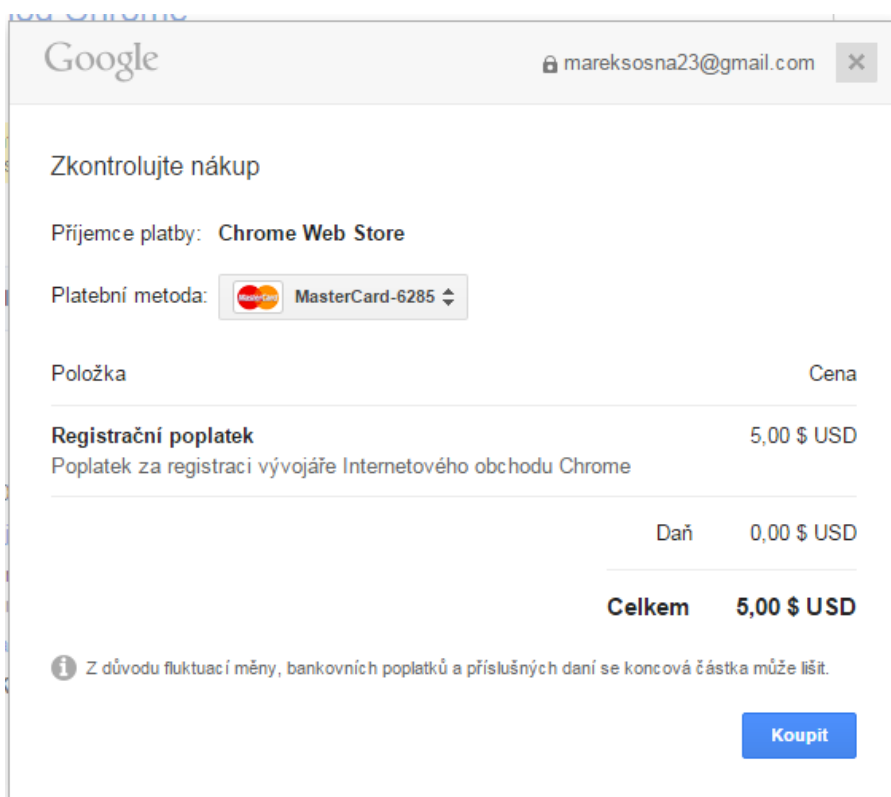 Google
mareksosna23@gmail.com
Zkontrolujte nákup
Příjemce platby: Chrome Web Store
Platební metoda: MasterCard MasterCard-6285
Položka Cena
Registrační poplatek 5,00 $ USD
Poplatek za registraci vývojáře Internetového obchodu Chrome
Daň 0,00 $ USD
Celkem 5,00 $ USD
Z důvodu fluktuací měny, bankovních poplatků a příslušných daní se koncová částka může lišit.
Koupit